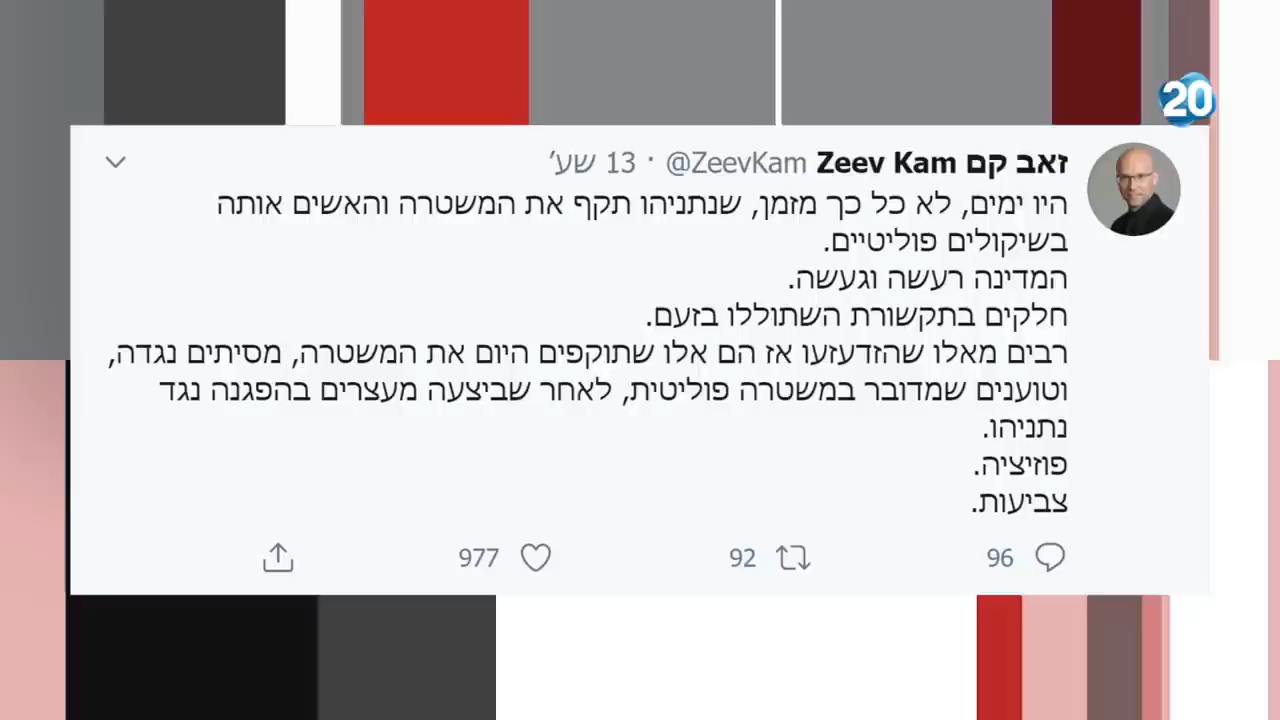 20
זאב קם Zeev Kam @ZeevKam · 13 שע׳
היו ימים, לא כל כך מזמן, שנתניהו תקף את המשטרה והאשים אותה
בשיקולים פוליטיים.
המדינה רעשה וגעשה.
חלקים בתקשורת השתוללו בזעם.
רבים מאלו שהזדעזעו אז הם אלו שתוקפים היום את המשטרה, מסיתים נגדה,
וטוענים שמדובר במשטרה פוליטית, לאחר שביצעה מעצרים בהפגנה נגד
נתניהו.
פוזיציה.
צביעות.
96 92 977